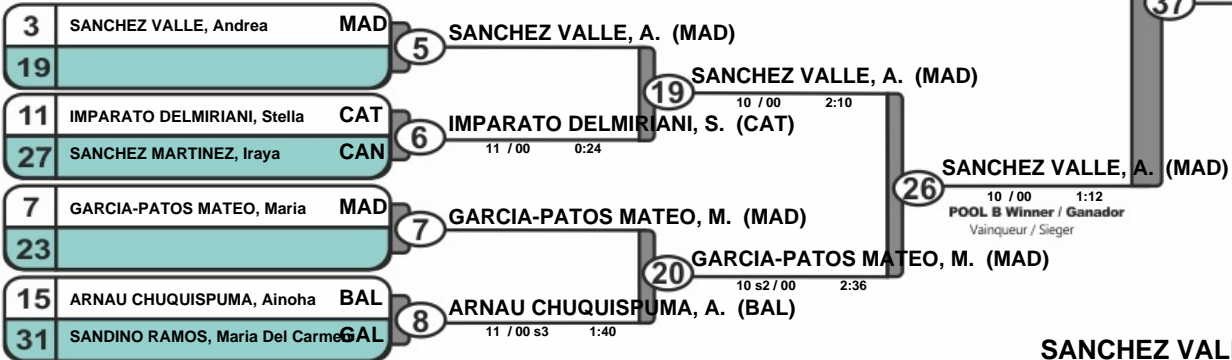 37
3 SANCHEZ VALLE, Andrea MAD
19
5 SANCHEZ VALLE, A. (MAD)
11 IMPARATO DELMIRIANI, Stella CAT
27 SANCHEZ MARTINEZ, Iraya CAN
6 IMPARATO DELMIRIANI, S. (CAT)
11 / 00 0:24
19 SANCHEZ VALLE, A. (MAD)
10 / 00 2:10
7 GARCIA-PATOS MATEO, Maria MAD
23
7 GARCIA-PATOS MATEO, M. (MAD)
15 ARNAU CHUQUISPUMA, Ainoha BAL
31 SANDINO RAMOS, Maria Del Carmen GAL
8 ARNAU CHUQUISPUMA, A. (BAL)
11 / 00 s3 1:40
20 GARCIA-PATOS MATEO, M. (MAD)
10 s2 / 00 2:36
26 SANCHEZ VALLE, A. (MAD)
10 / 00 1:12
POOL B Winner / Ganador
Vainqueur / Sieger
SANCHEZ VAL